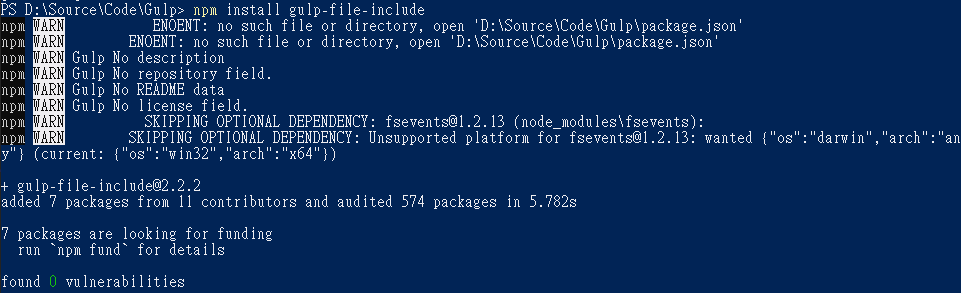 PS D:\Source\Code\Gulp> npm install gulp-file-include
npm WARN ENOENT: no such file or directory, open 'D:\Source\Code\Gulp\package.json'
npm WARN ENOENT: no such file or directory, open 'D:\Source\Code\Gulp\package.json'
npm WARN Gulp No description
npm WARN Gulp No repository field.
npm WARN Gulp No README data
npm WARN Gulp No license field.
npm WARN SKIPPING OPTIONAL DEPENDENCY: fsevents@1.2.13 (node_modules\fsevents):
npm WARN SKIPPING OPTIONAL DEPENDENCY: Unsupported platform for fsevents@1.2.13: wanted {"os":"darwin","arch":"an
y"} (current: {"os":"win32","arch":"x64"})
+ gulp-file-include@2.2.2
added 7 packages from 11 contributors and audited 574 packages in 5.782s
7 packages are looking for funding
run `npm fund` for details
found 0 vulnerabilities